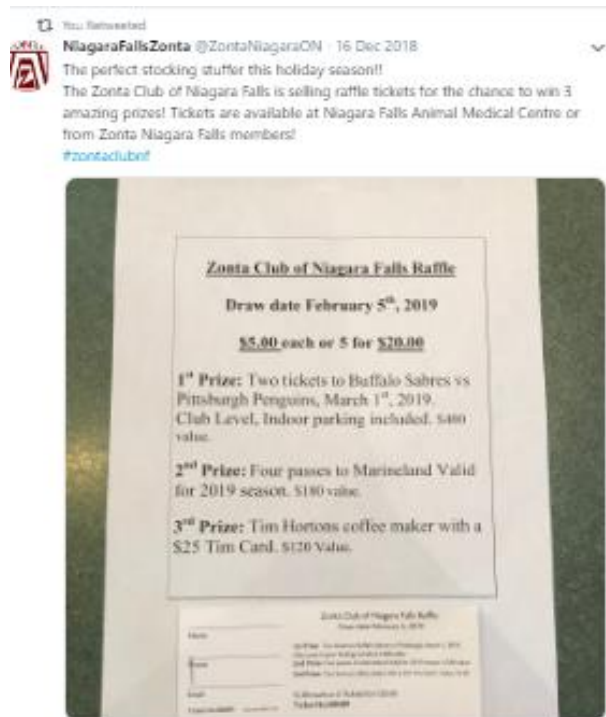 You Retweeted
NiagaraFallsZonta @ZontaNiagaraON · 16 Dec 2018
The perfect stocking stuffer this holiday season!!
The Zonta Club of Niagara Falls is selling raffle tickets for the chance to win 3
amazing prizes! Tickets are available at Niagara Falls Animal Medical Centre or
from Zonta Niagara Falls members!
#zontaclubnf
Zonta Club of Niagara Falls Raffle
Draw date February 5th, 2019
$5.00 each or 5 for $20.00
1st Prize: Two tickets to Buffalo Sabres vs
Pittsburgh Penguins, March 1st, 2019.
Club Level, Indoor parking included. $400
value.
2nd Prize: Four passes to Marineland Valid
for 2019 season. $180 value.
3rd Prize: Tim Hortons coffee maker with a
$25 Tim Card. $120 Value.
Zonta Club of Niagara Falls Raffle
Name
Phone
Email